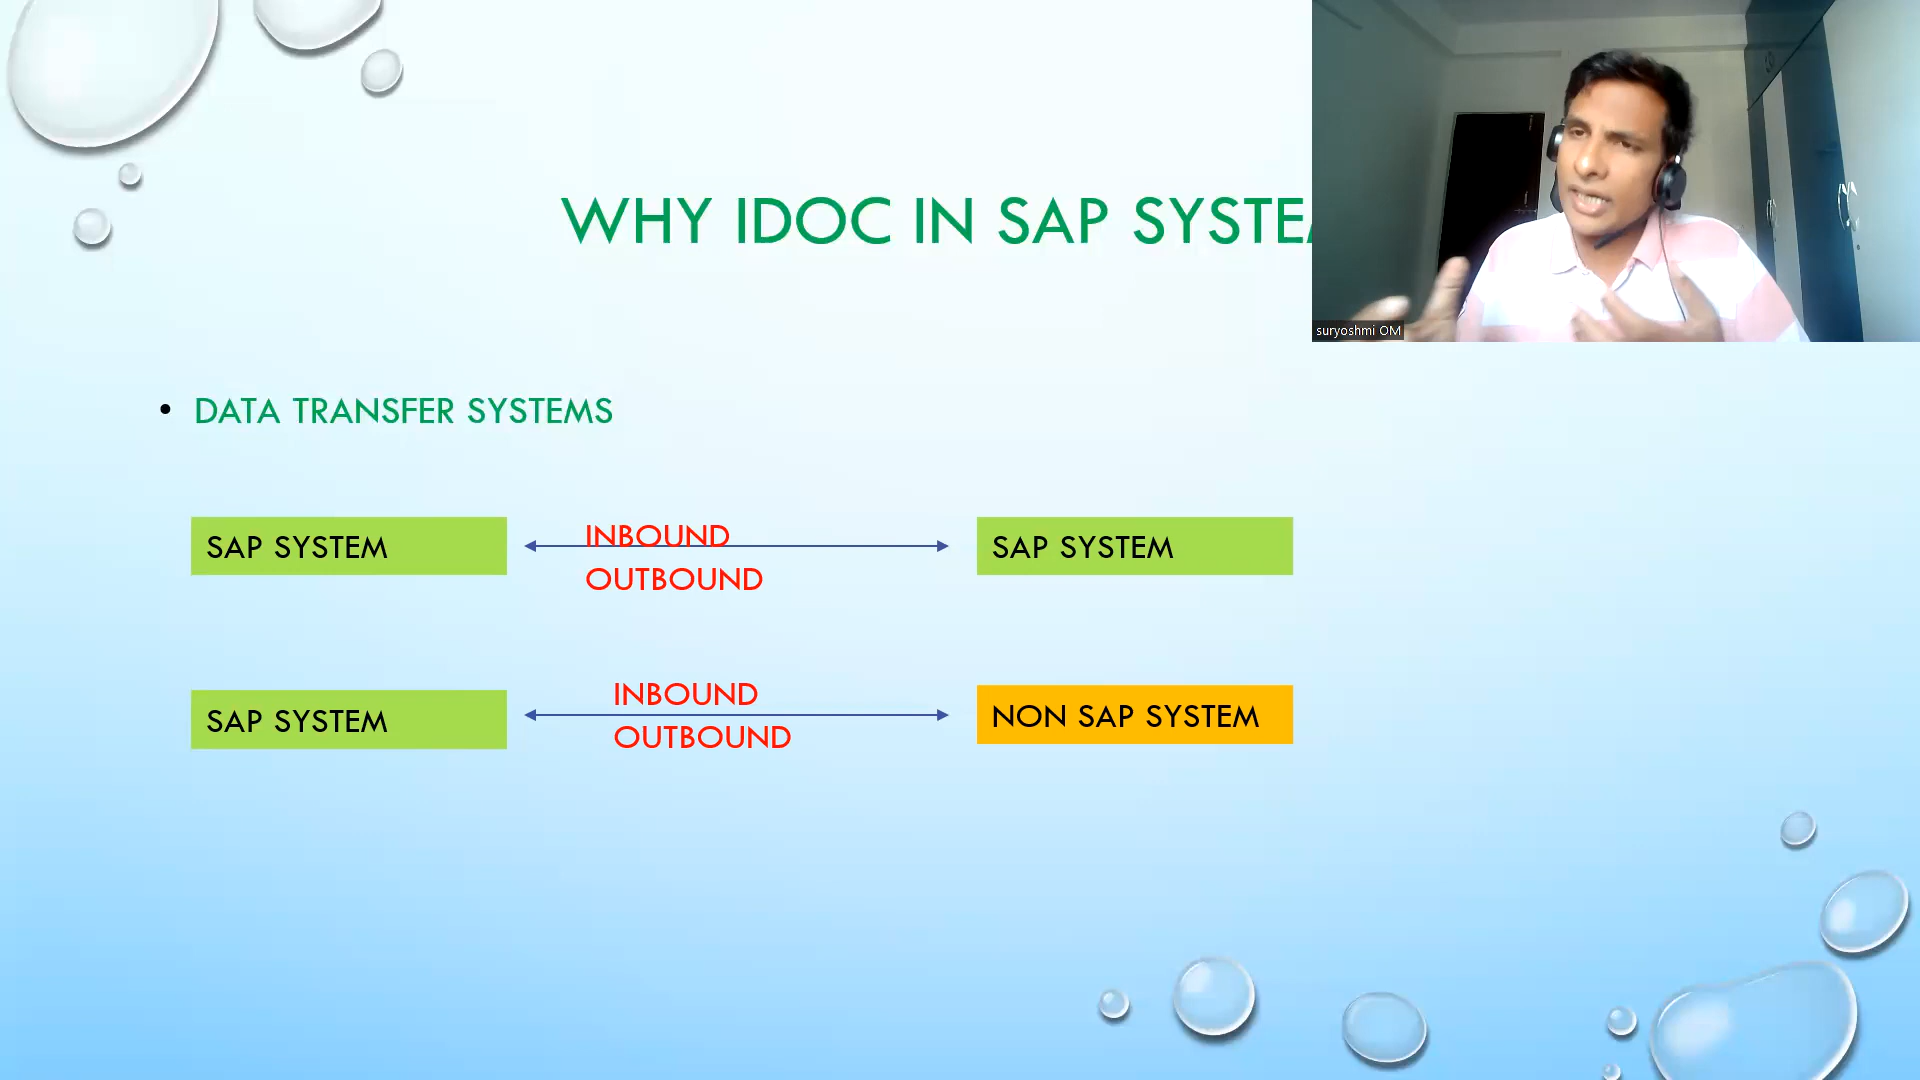 WHY IDOC IN SAP SYSTE
suryoshmi OM
• DATA TRANSFER SYSTEMS
SAP SYSTEM
INBOUND
OUTBOUND
SAP SYSTEM
SAP SYSTEM
INBOUND
OUTBOUND
NON SAP SYSTEM